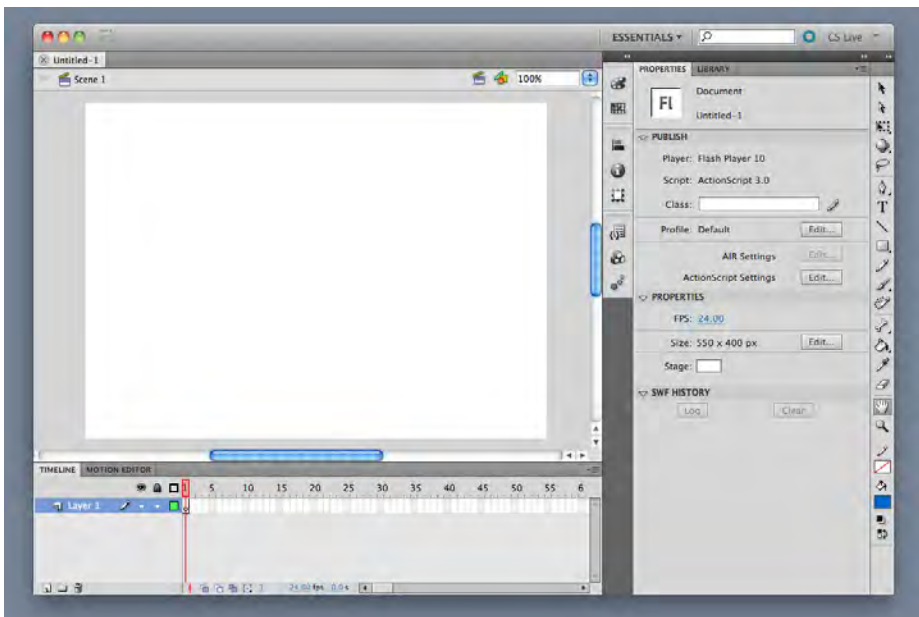 ESSENTIALS
CS Live
Untitled-1
Scene 1
100%
PROPERTIES LIBRARY
Fl
Document
Untitled-1
PUBLISH
Player: Flash Player 10
Script: ActionScript 3.0
Class:
Profile: Default Edit...
AIR Settings Edit...
ActionScript Settings Edit...
PROPERTIES
FPS: 24.00
Size: 550 x 400 px Edit...
Stage:
SWF HISTORY
Log Clear
T
TIMELINE MOTION EDITOR
1 5 10 15 20 25 30 35 40 45 50 55 6
Layer 1
1 24.00 fps 0.0 s